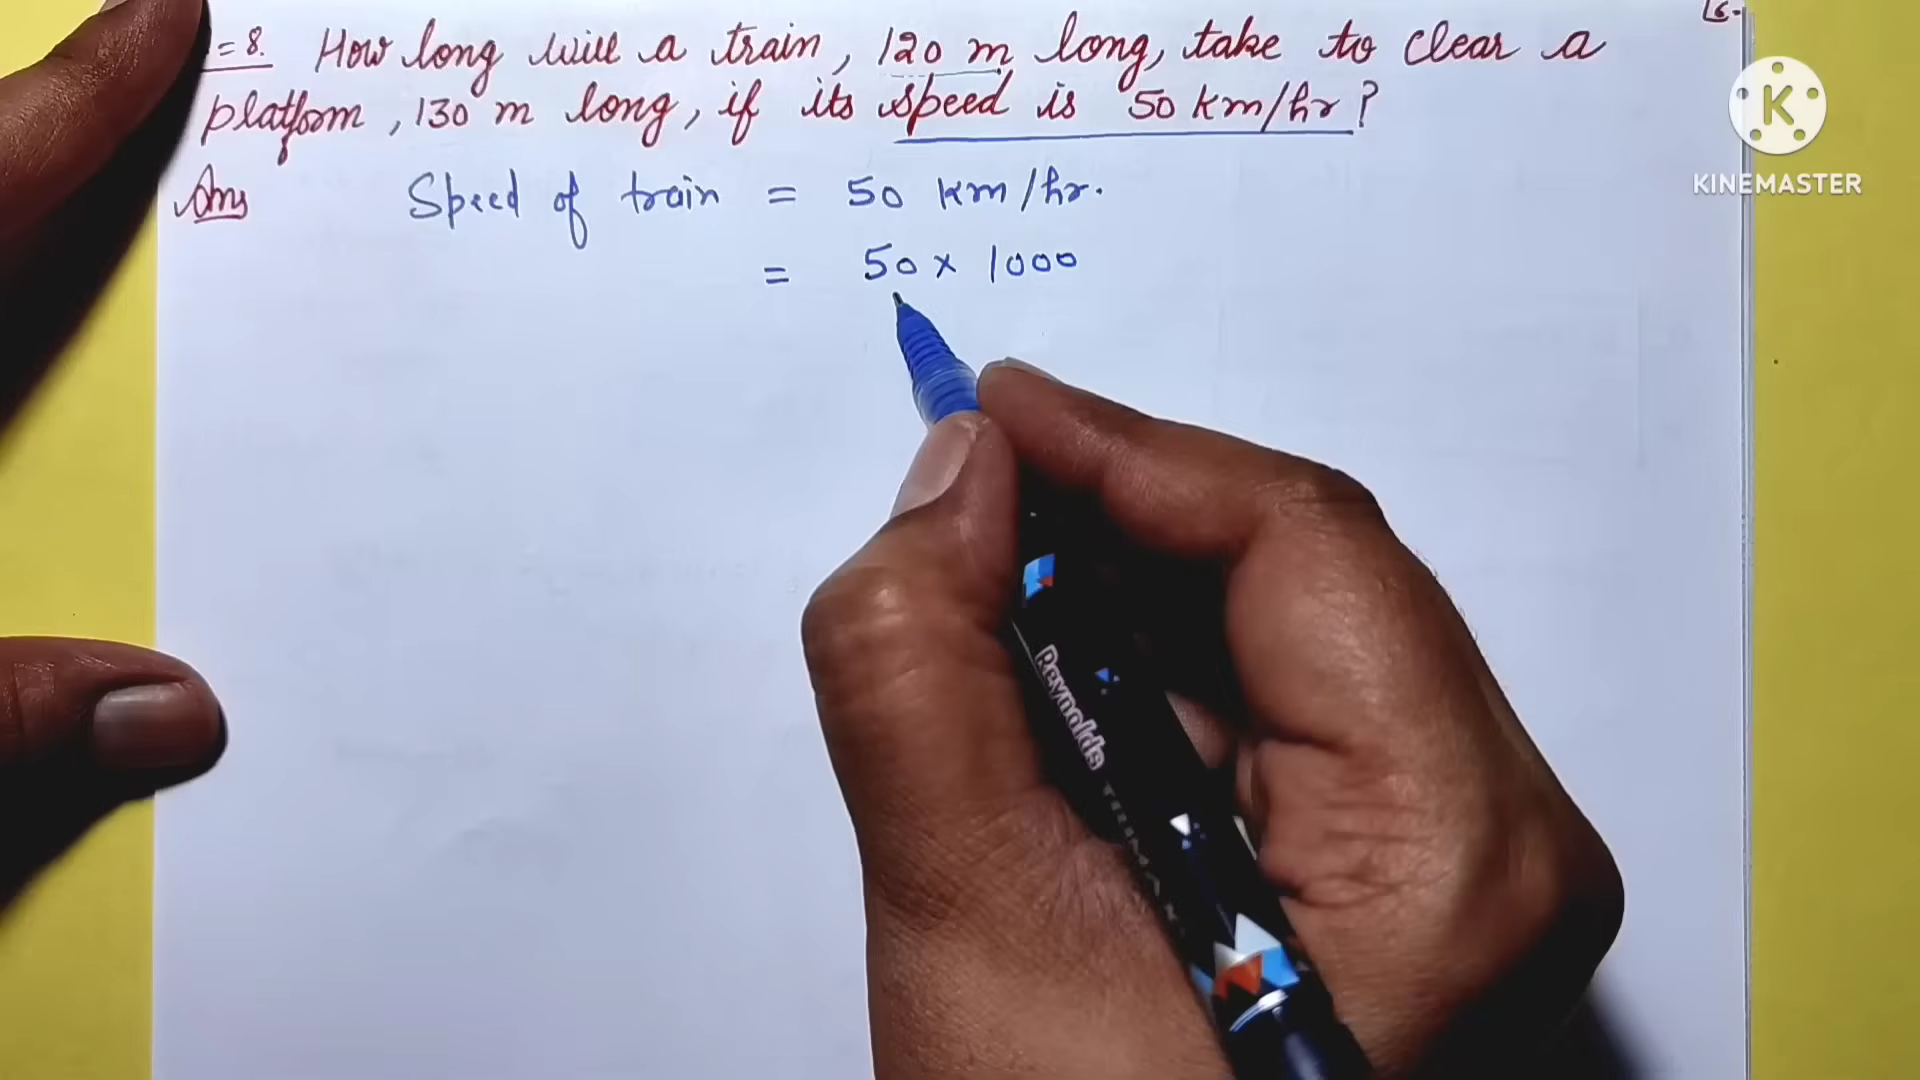 = 8. How long will a train, 120 m long, take to clear a
platform, 130 m long, if its speed is 50 km/hr?
Ans Speed of train = 50 km/hr.
= 50 × 1000
K
KINEMASTER
Reynolds
TRIMAX